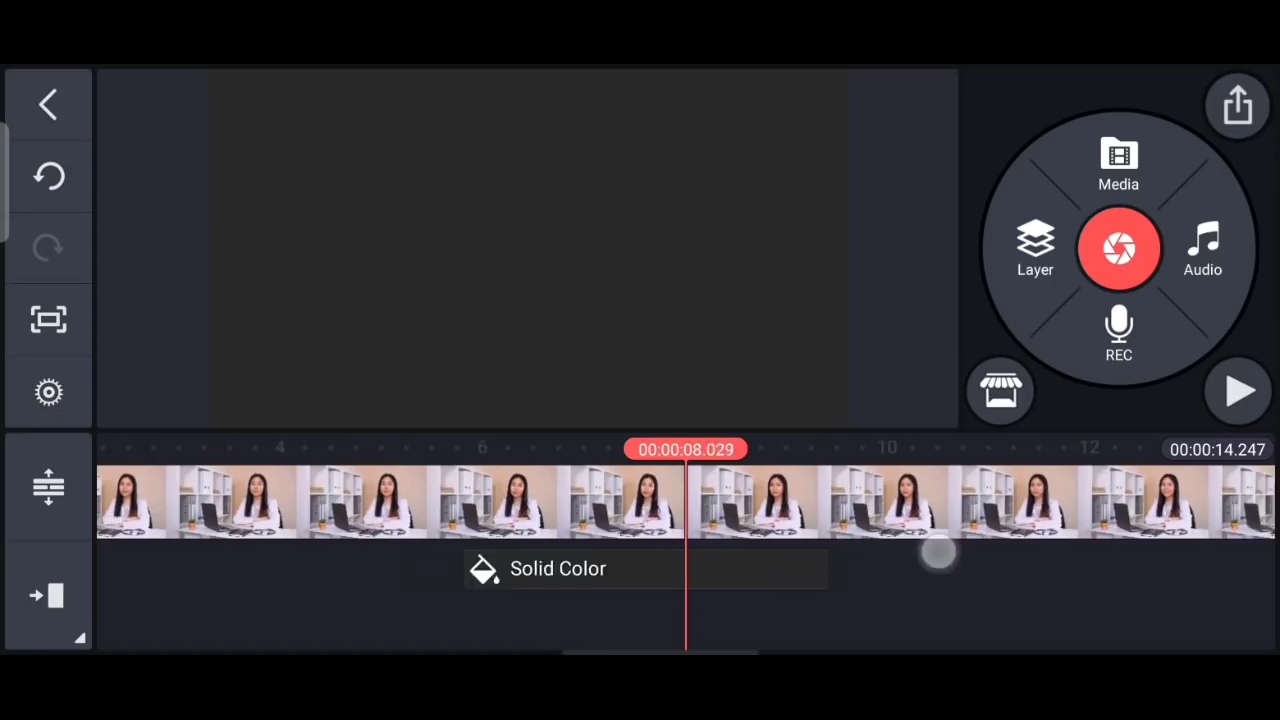 Media
Layer
Audio
REC
4
6
00:00:08.029
10
12
00:00:14.247
Solid Color